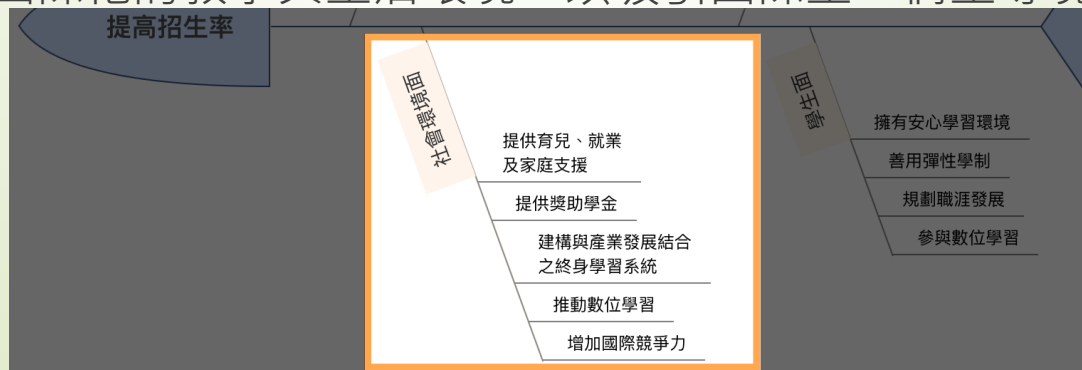 提高招生率
社會環境面
提供育兒、就業
及家庭支援
提供獎助學金
建構與產業發展結合
之終身學習系統
推動數位學習
增加國際競爭力
學生面
擁有安心學習環境
善用彈性學制
規劃職涯發展
參與數位學習